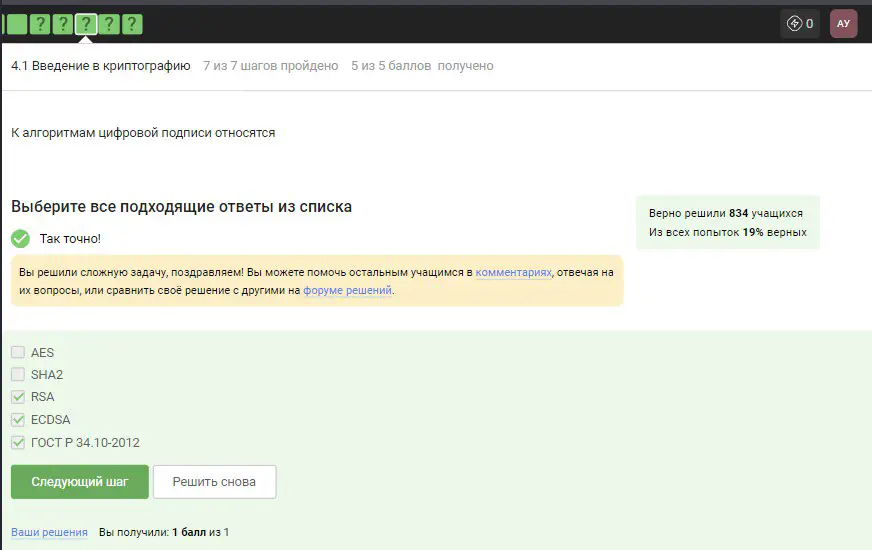 ? ? ? ? ?
0
АУ
4.1 Введение в криптографию 7 из 7 шагов пройдено 5 из 5 баллов получено
К алгоритмам цифровой подписи относятся
Выберите все подходящие ответы из списка
Верно решили 834 учащихся
Из всех попыток 19% верных
Так точно!
Вы решили сложную задачу, поздравляем! Вы можете помочь остальным учащимся в комментариях, отвечая на
их вопросы, или сравнить своё решение с другими на форуме решений.
AES
SHA2
RSA
ECDSA
ГОСТ Р 34.10-2012
Следующий шаг Решить снова
Ваши решения Вы получили: 1 балл из 1